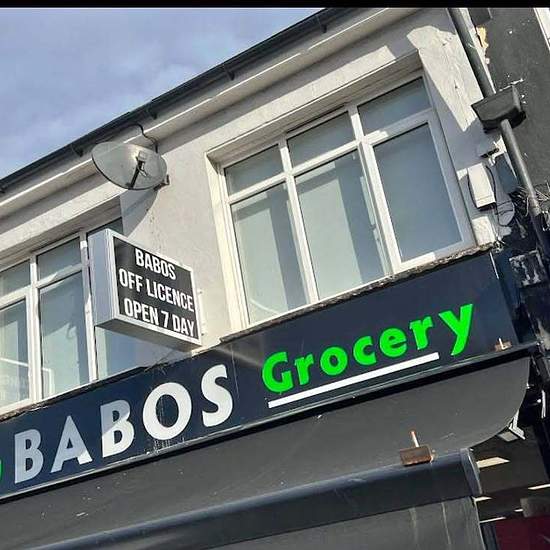 BABOS
OFF LICENCE
OPEN 7 DAY
BABOS Grocery